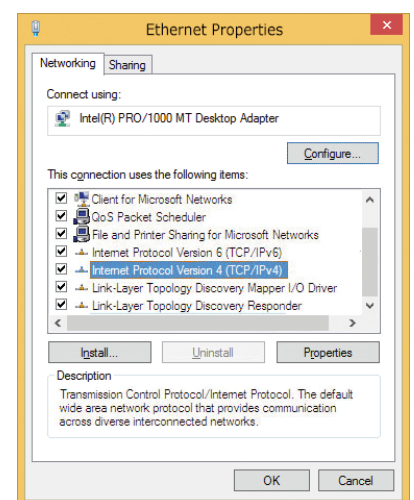 Ethernet Properties
Networking
Sharing
Connect using:
Intel(R) PRO/1000 MT Desktop Adapter
Configure...
This connection uses the following items:
Client for Microsoft Networks
QoS Packet Scheduler
File and Printer Sharing for Microsoft Networks
Internet Protocol Version 6 (TCP/IPv6)
Internet Protocol Version 4 (TCP/IPv4)
Link-Layer Topology Discovery Mapper I/O Driver
Link-Layer Topology Discovery Responder
Install...
Uninstall
Properties
Description
Transmission Control Protocol/Internet Protocol. The default
wide area network protocol that provides communication
across diverse interconnected networks.
OK
Cancel